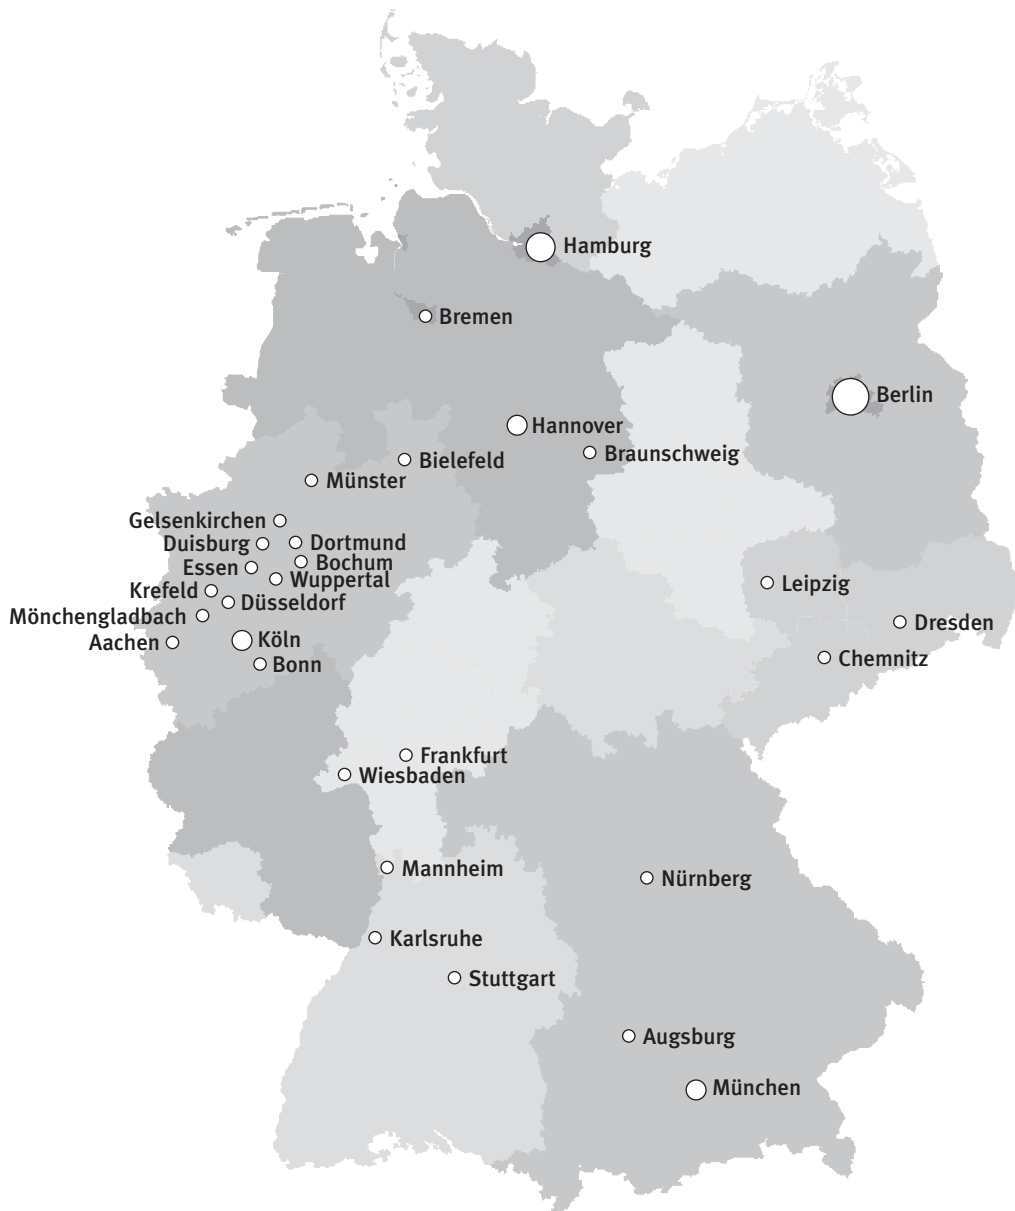 Hamburg
Bremen
Berlin
Hannover
Braunschweig
Bielefeld
Münster
Gelsenkirchen
Duisburg
Dortmund
Bochum
Essen
Wuppertal
Krefeld
Düsseldorf
Mönchengladbach
Aachen
Köln
Bonn
Leipzig
Dresden
Chemnitz
Frankfurt
Wiesbaden
Mannheim
Nürnberg
Karlsruhe
Stuttgart
Augsburg
München